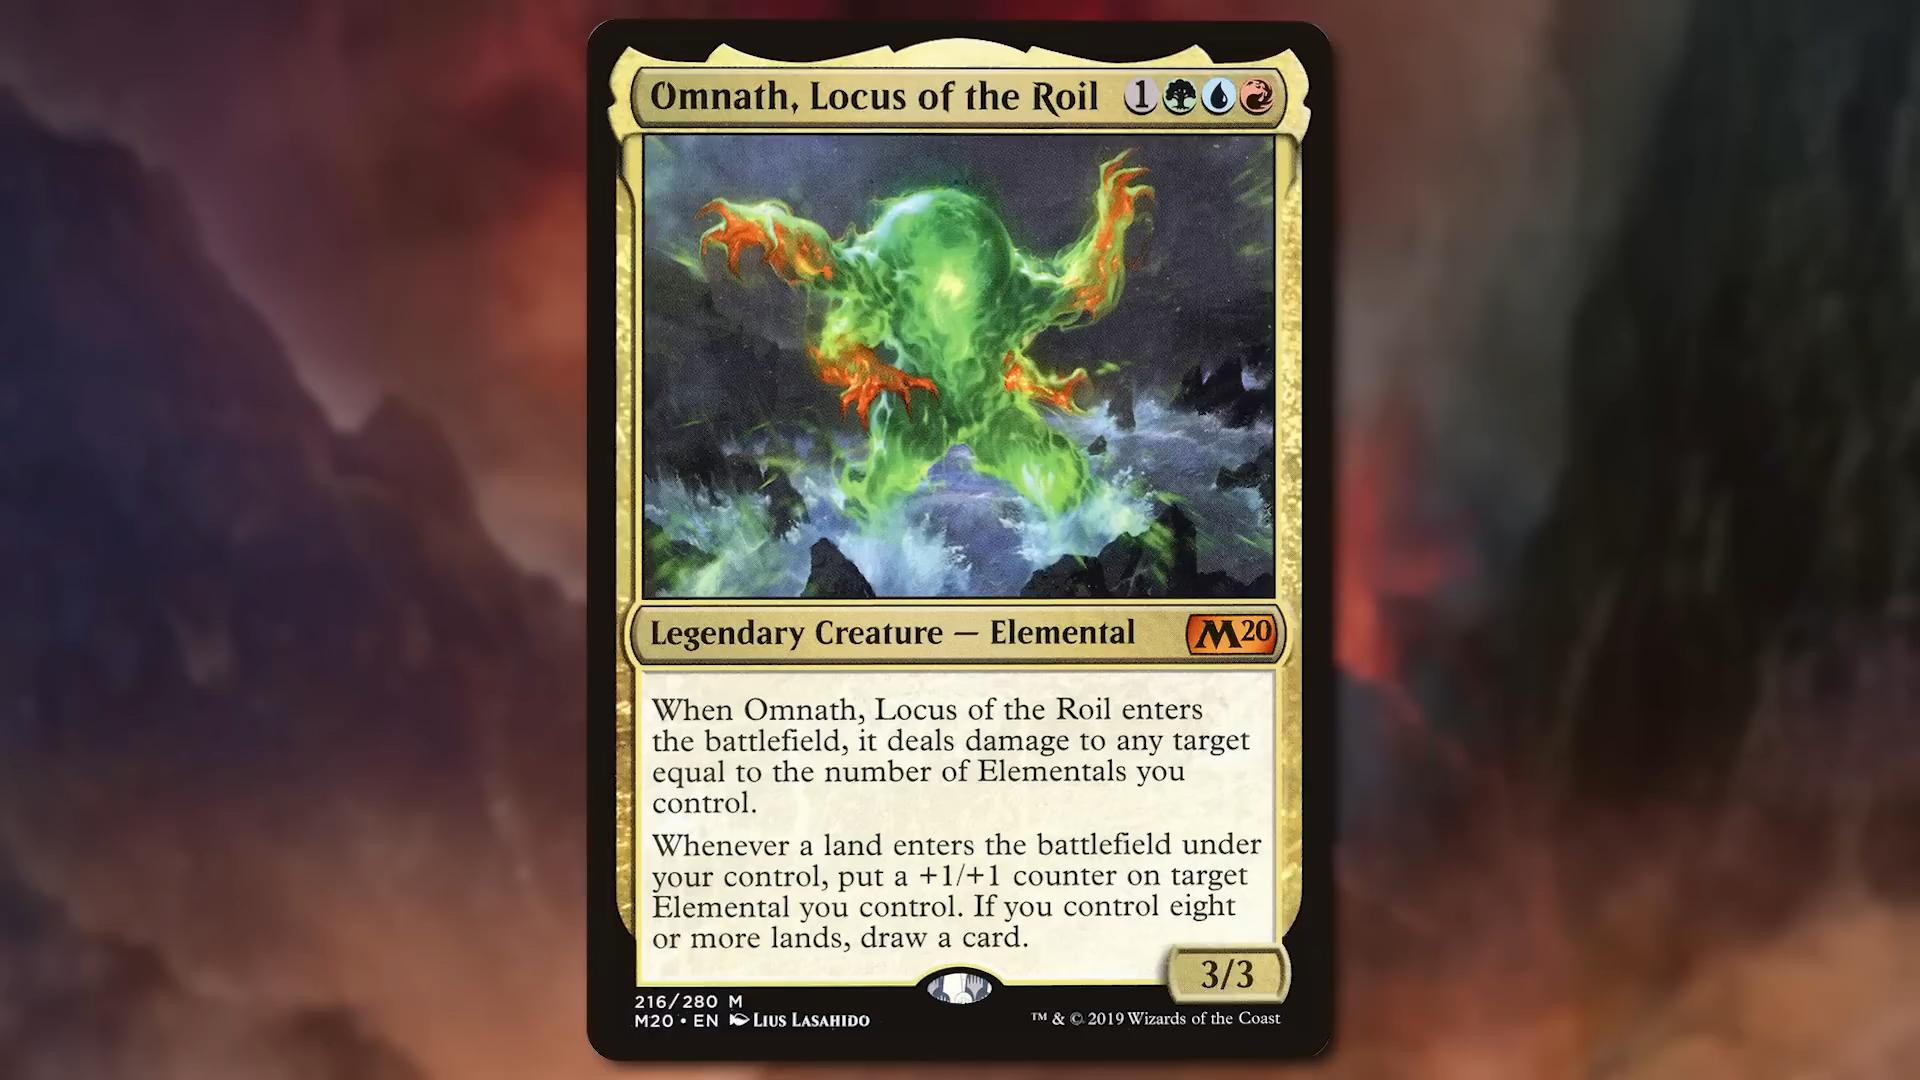 Omnath, Locus of the Roil 1
Legendary Creature — Elemental M20
When Omnath, Locus of the Roil enters
the battlefield, it deals damage to any target
equal to the number of Elementals you
control.
Whenever a land enters the battlefield under
your control, put a +1/+1 counter on target
Elemental you control. If you control eight
or more lands, draw a card.
3/3
216/280 M
M20 • EN Lius Lasahido
™ & © 2019 Wizards of the Coast